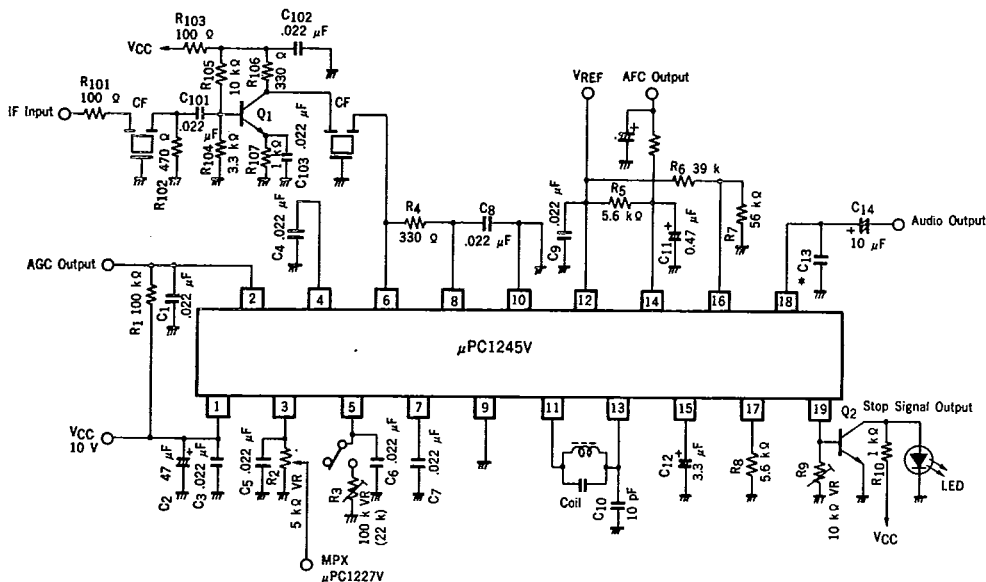 R103
100 Ω
C102
.022 μF
VCC
R105
10 kΩ
R106
330 Ω
R101
100 Ω
IF Input
CF
C101
.022 μF
R102 470 Ω
R104
3.3 kΩ
Q1
R107
1 kΩ
C103
.022 μF
CF
VREF
AFC Output
R6 39 k
R5
5.6 kΩ
R7
56 kΩ
C9 .022 μF
C11
0.47 μF
C14
10 μF
Audio Output
* C13
C4 .022 μF
R4
330 Ω
C8
.022 μF
AGC Output
R1 100 kΩ
C1
.022 μF
2
4
6
8
10
12
14
16
18
μPC1245V
1
3
5
7
9
11
13
15
17
19
VCC
10 V
C2 47 μF
C3 .022 μF
C5 .022 μF
R2
5 kΩ VR
R3
100 k VR
(22 k)
C6 .022 μF
C7 .022 μF
MPX
μPC1227V
Coil
C10
10 pF
C12
3.3 μF
R8
5.6 kΩ
Q2
Stop Signal Output
R9
10 kΩ VR
R10
1 kΩ
LED
VCC